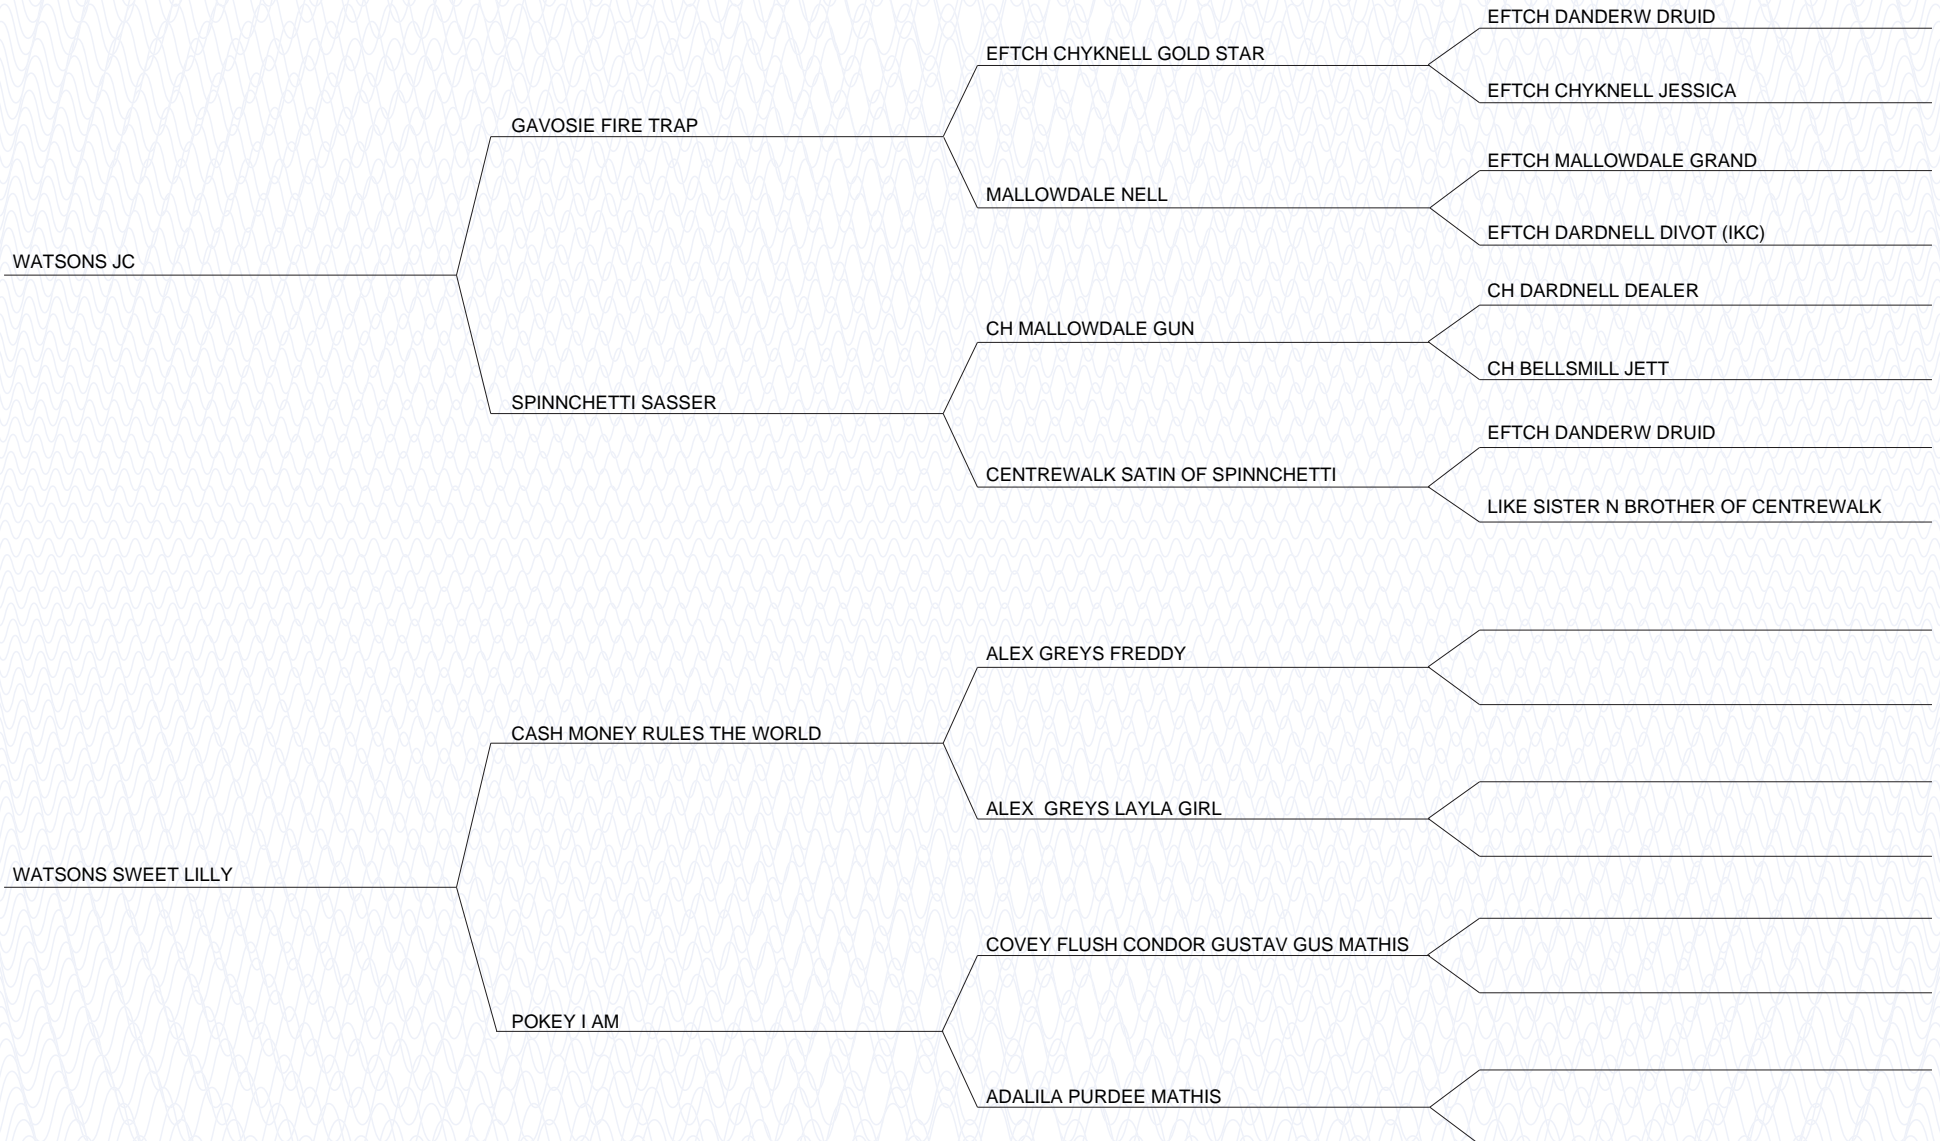 EFTCH DANDERW DRUID
EFTCH CHYKNELL GOLD STAR
EFTCH CHYKNELL JESSICA
GAVOSIE FIRE TRAP
EFTCH MALLOWDALE GRAND
MALLOWDALE NELL
EFTCH DARDNELL DIVOT (IKC)
WATSONS JC
CH DARDNELL DEALER
CH MALLOWDALE GUN
CH BELLSMILL JETT
SPINNCHETTI SASSER
EFTCH DANDERW DRUID
CENTREWALK SATIN OF SPINNCHETTI
LIKE SISTER N BROTHER OF CENTREWALK
ALEX GREYS FREDDY
CASH MONEY RULES THE WORLD
ALEX  GREYS LAYLA GIRL
WATSONS SWEET LILLY
COVEY FLUSH CONDOR GUSTAV GUS MATHIS
POKEY I AM
ADALILA PURDEE MATHIS